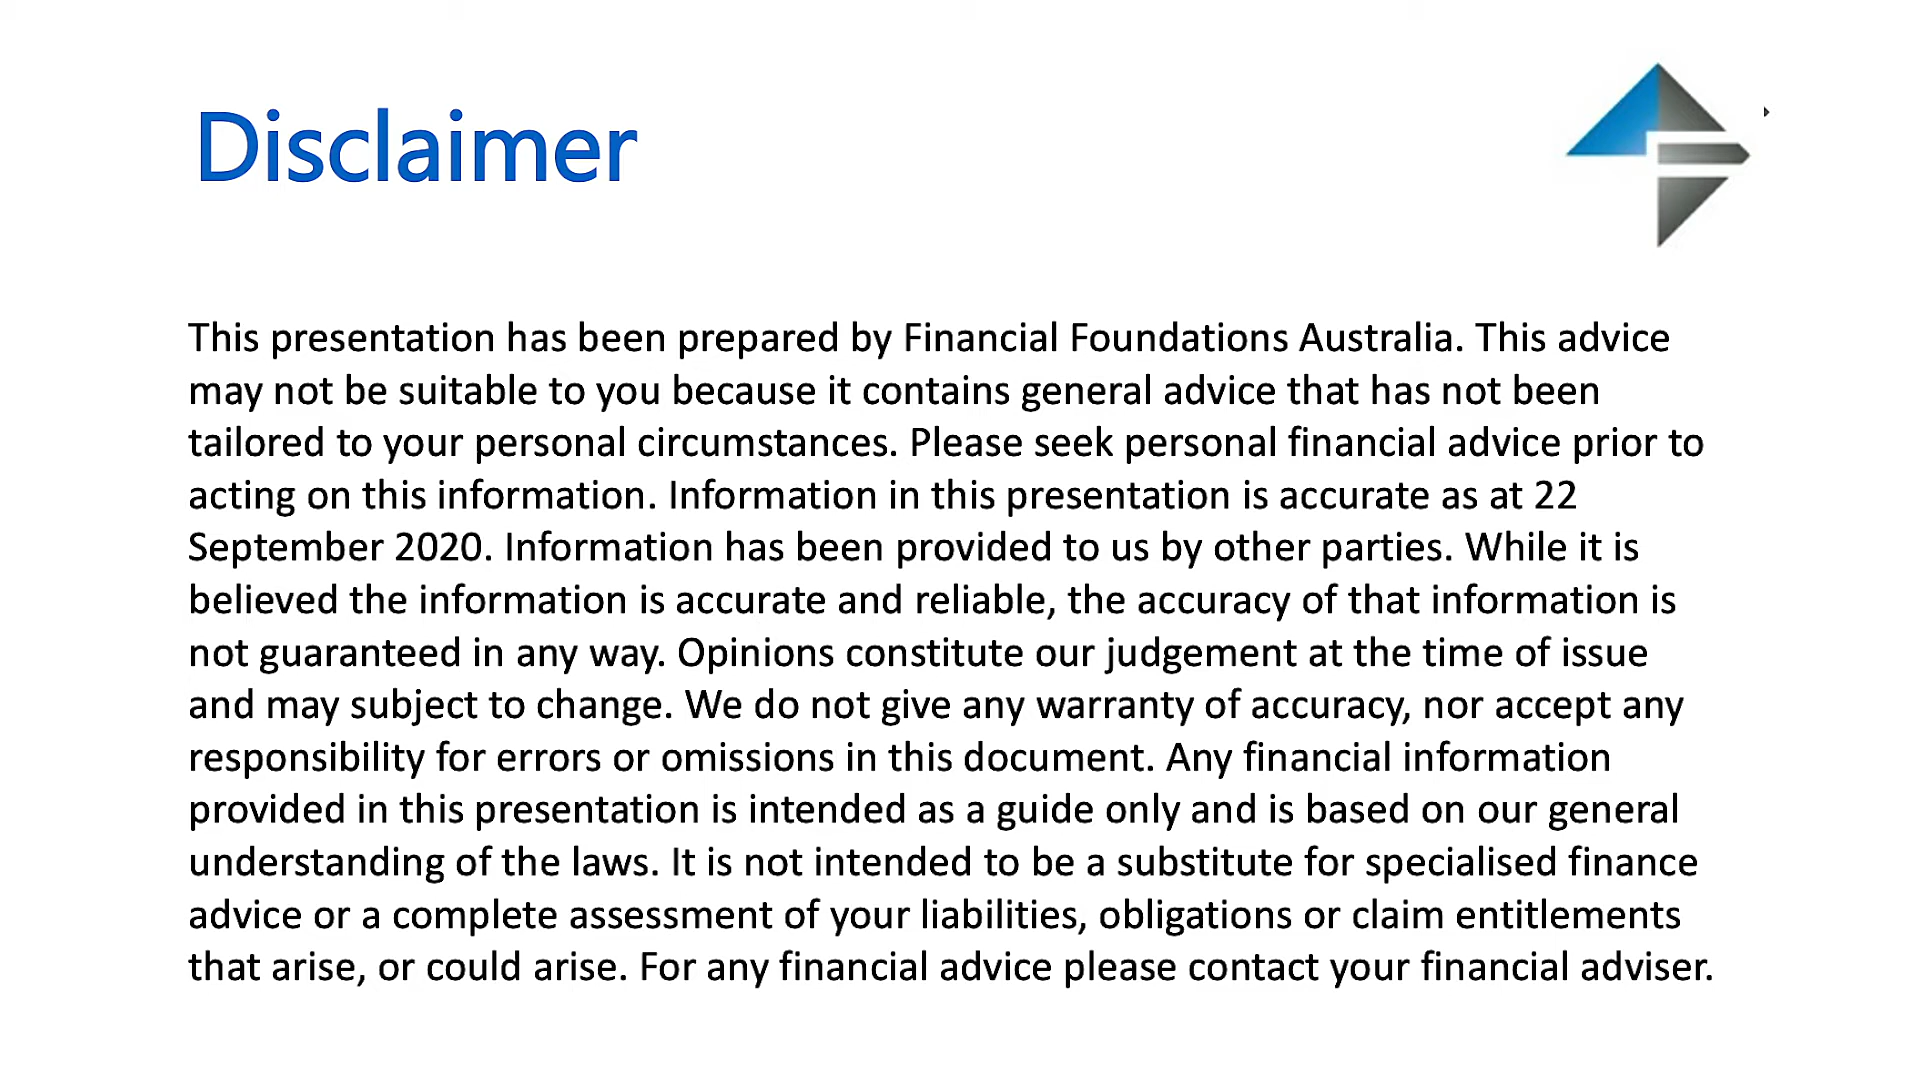 Disclaimer
This presentation has been prepared by Financial Foundations Australia. This advice
may not be suitable to you because it contains general advice that has not been
tailored to your personal circumstances. Please seek personal financial advice prior to
acting on this information. Information in this presentation is accurate as at 22
September 2020. Information has been provided to us by other parties. While it is
believed the information is accurate and reliable, the accuracy of that information is
not guaranteed in any way. Opinions constitute our judgement at the time of issue
and may subject to change. We do not give any warranty of accuracy, nor accept any
responsibility for errors or omissions in this document. Any financial information
provided in this presentation is intended as a guide only and is based on our general
understanding of the laws. It is not intended to be a substitute for specialised finance
advice or a complete assessment of your liabilities, obligations or claim entitlements
that arise, or could arise. For any financial advice please contact your financial adviser.